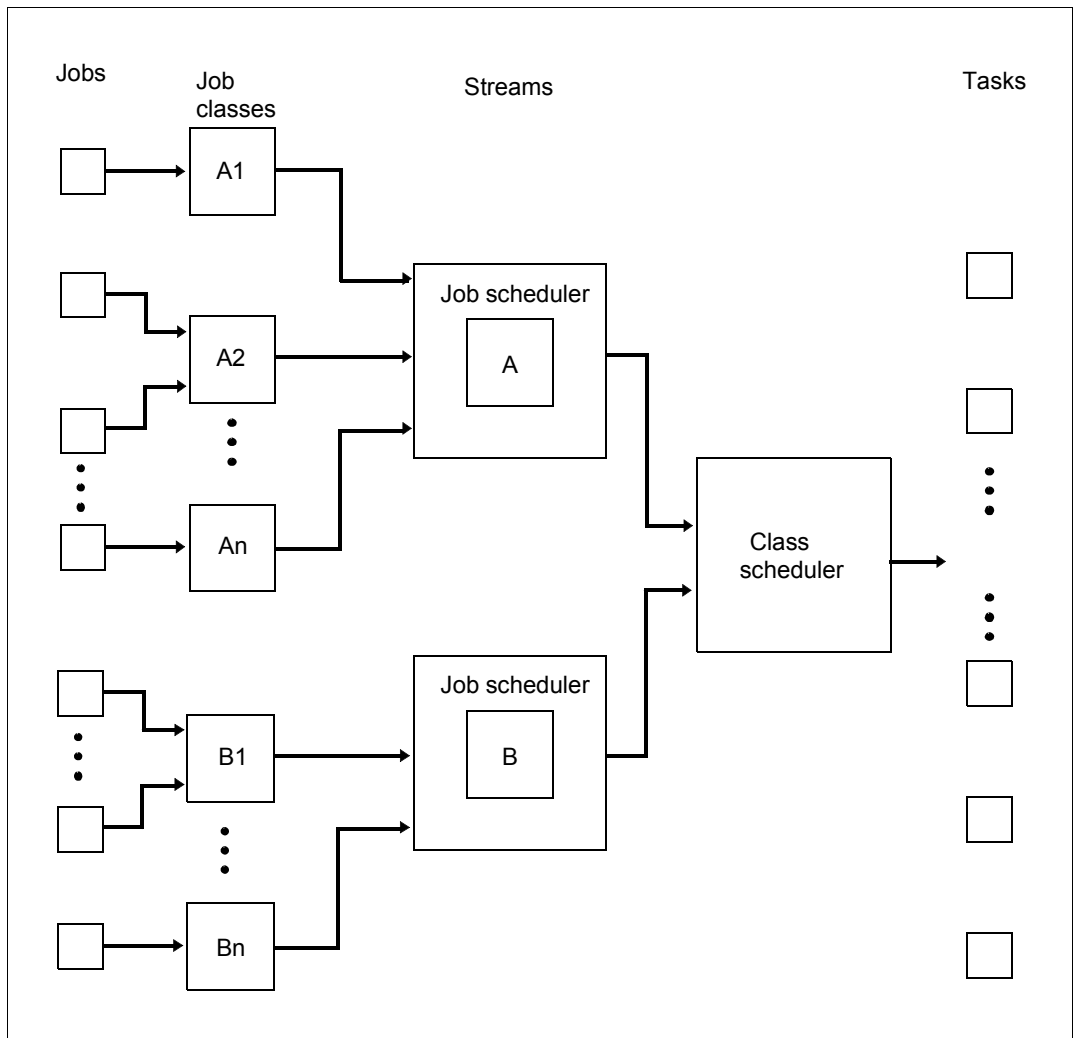 Jobs
Job
classes
Streams
Tasks
A1
Job scheduler
A2
A
An
Class
scheduler
Job scheduler
B1
B
Bn